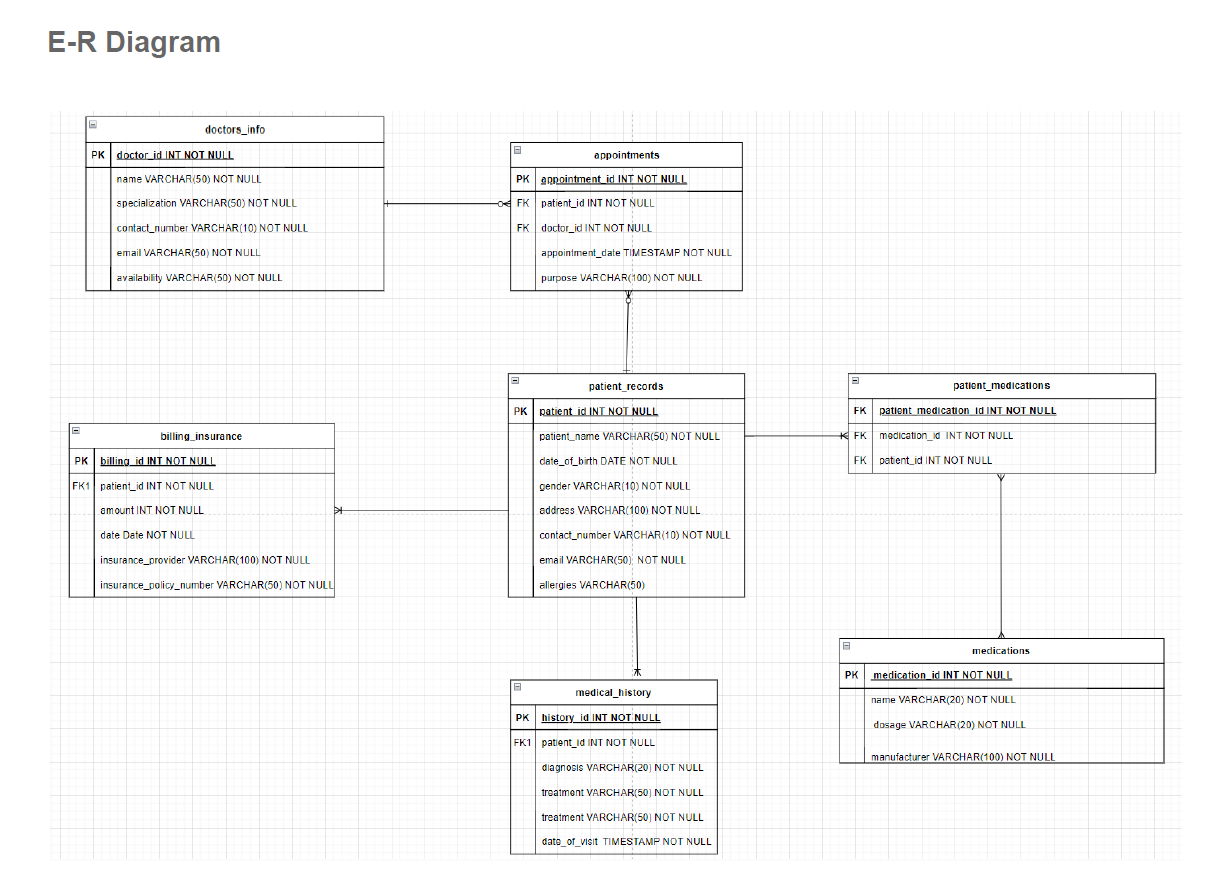 E-R Diagram
doctors_info
PK doctor_id INT NOT NULL
name VARCHAR(50) NOT NULL
specialization VARCHAR(50) NOT NULL
contact_number VARCHAR(10) NOT NULL
email VARCHAR(50) NOT NULL
availability VARCHAR(50) NOT NULL
appointments
PK appointment_id INT NOT NULL
FK patient_id INT NOT NULL
FK doctor_id INT NOT NULL
appointment_date TIMESTAMP NOT NULL
purpose VARCHAR(100) NOT NULL
patient_records
PK patient_id INT NOT NULL
patient_name VARCHAR(50) NOT NULL
date_of_birth DATE NOT NULL
gender VARCHAR(10) NOT NULL
address VARCHAR(100) NOT NULL
contact_number VARCHAR(10) NOT NULL
email VARCHAR(50) NOT NULL
allergies VARCHAR(50)
patient_medications
FK patient_medication_id INT NOT NULL
FK medication_id INT NOT NULL
FK patient_id INT NOT NULL
billing_insurance
PK billing_id INT NOT NULL
FK1 patient_id INT NOT NULL
amount INT NOT NULL
date Date NOT NULL
insurance_provider VARCHAR(100) NOT NULL
insurance_policy_number VARCHAR(50) NOT NULL
medications
PK medication_id INT NOT NULL
name VARCHAR(20) NOT NULL
dosage VARCHAR(20) NOT NULL
manufacturer VARCHAR(100) NOT NULL
medical_history
PK history_id INT NOT NULL
FK1 patient_id INT NOT NULL
diagnosis VARCHAR(20) NOT NULL
treatment VARCHAR(50) NOT NULL
treatment VARCHAR(50) NOT NULL
date_of_visit TIMESTAMP NOT NULL